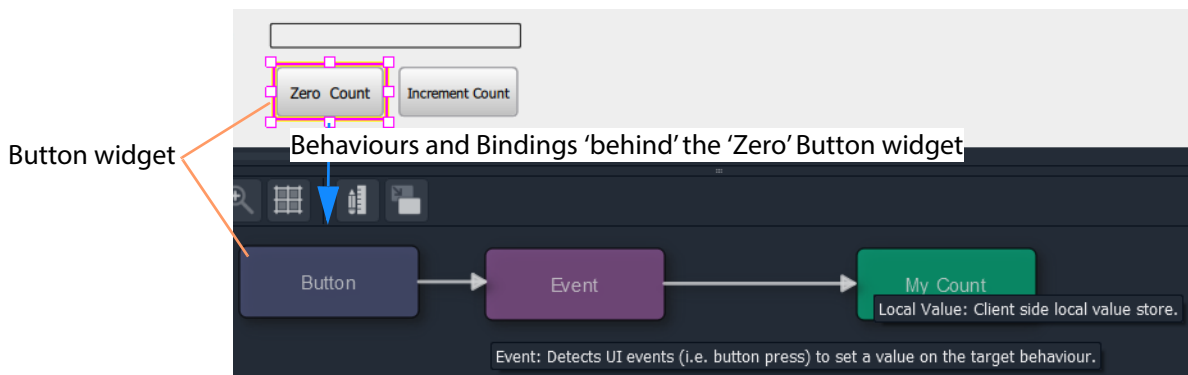 Zero Count
Increment Count
Behaviours and Bindings ‘behind’ the ‘Zero’ Button widget
Button widget
Button
Event
My Count
Local Value: Client side local value store.
Event: Detects UI events (i.e. button press) to set a value on the target behaviour.